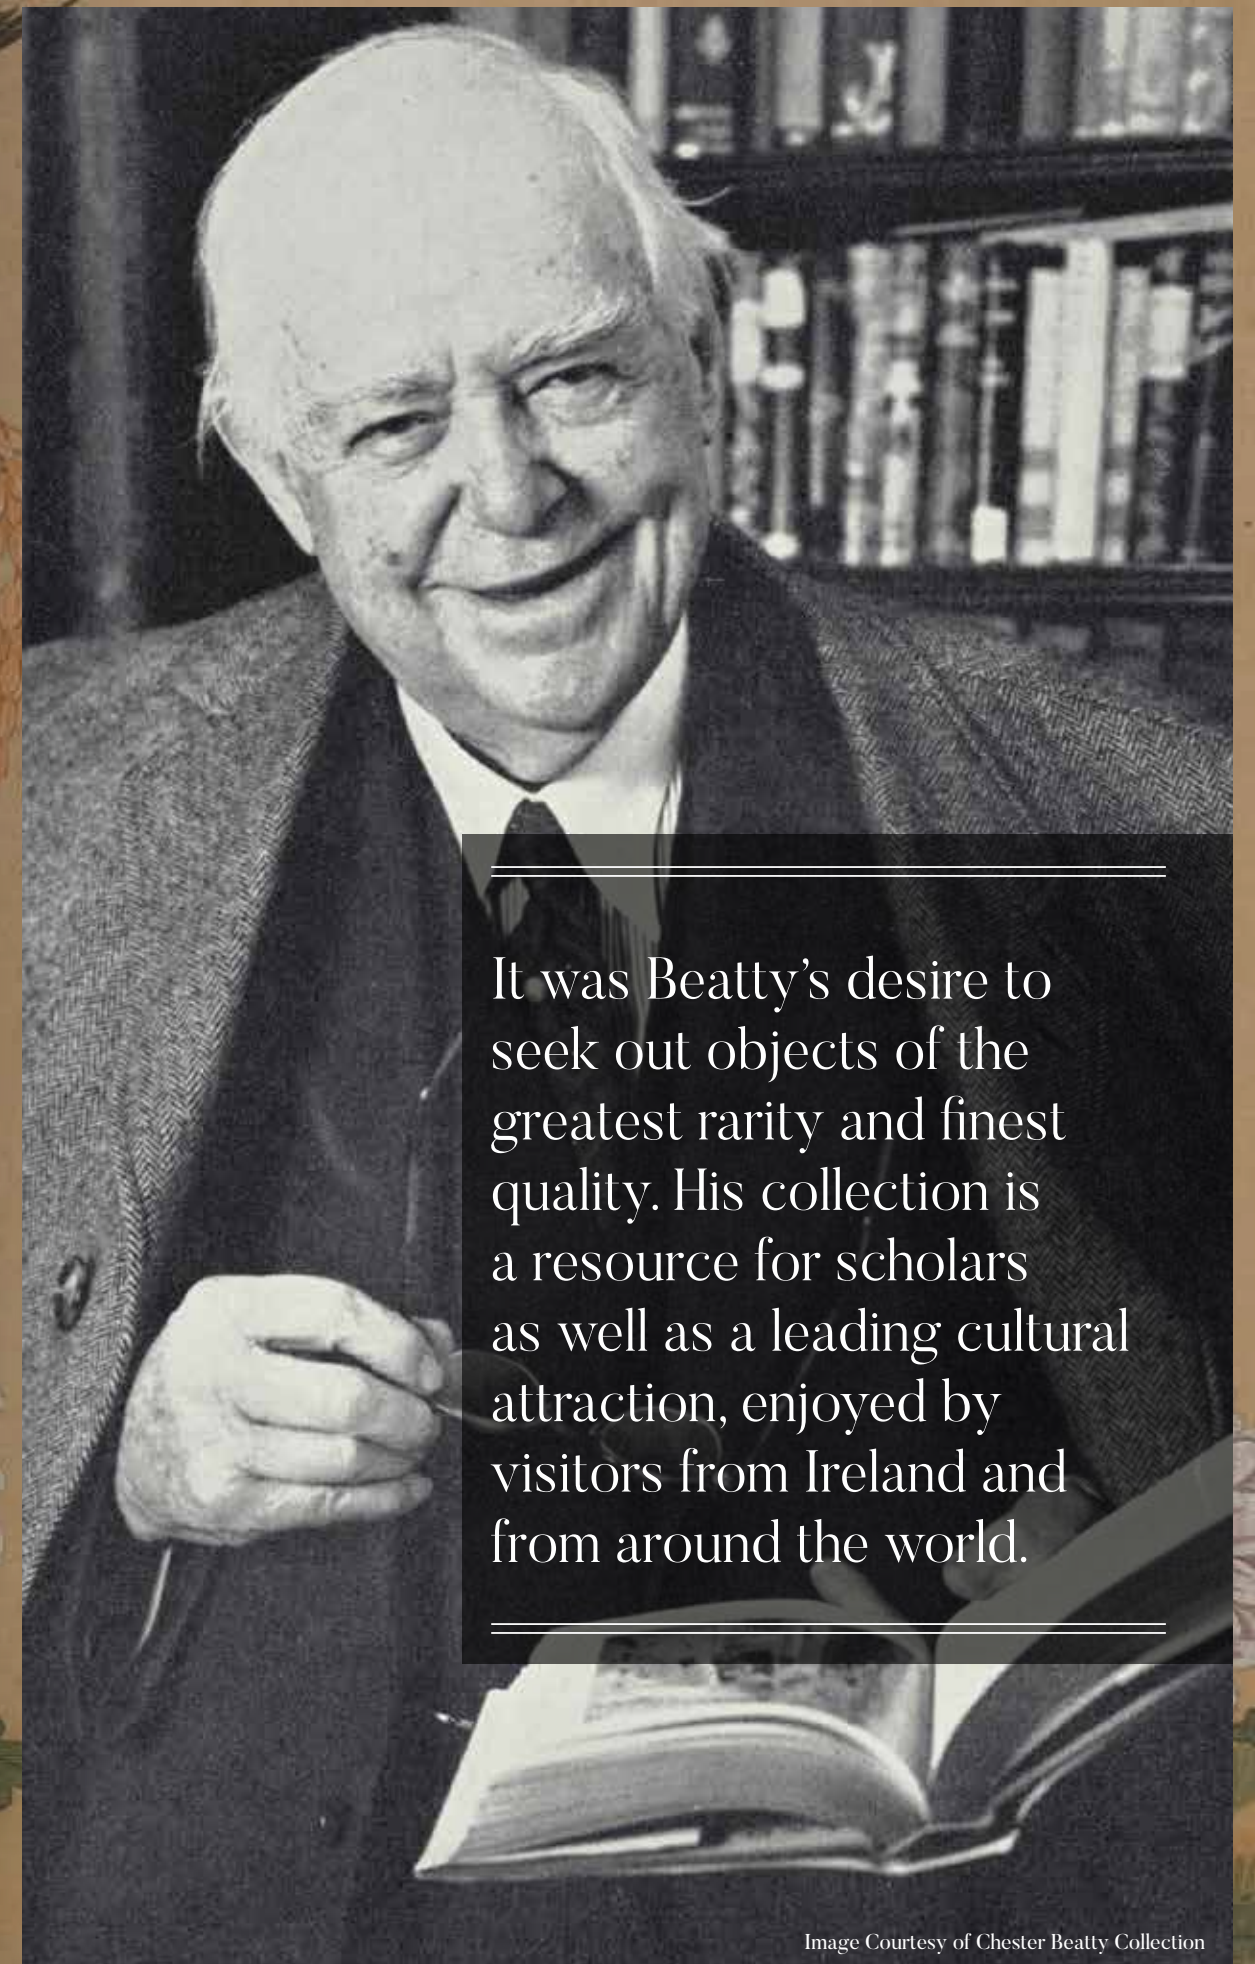 It was Beatty’s desire to
seek out objects of the
greatest rarity and finest
quality. His collection is
a resource for scholars
as well as a leading cultural
attraction, enjoyed by
visitors from Ireland and
from around the world.
Image Courtesy of Chester Beatty Collection